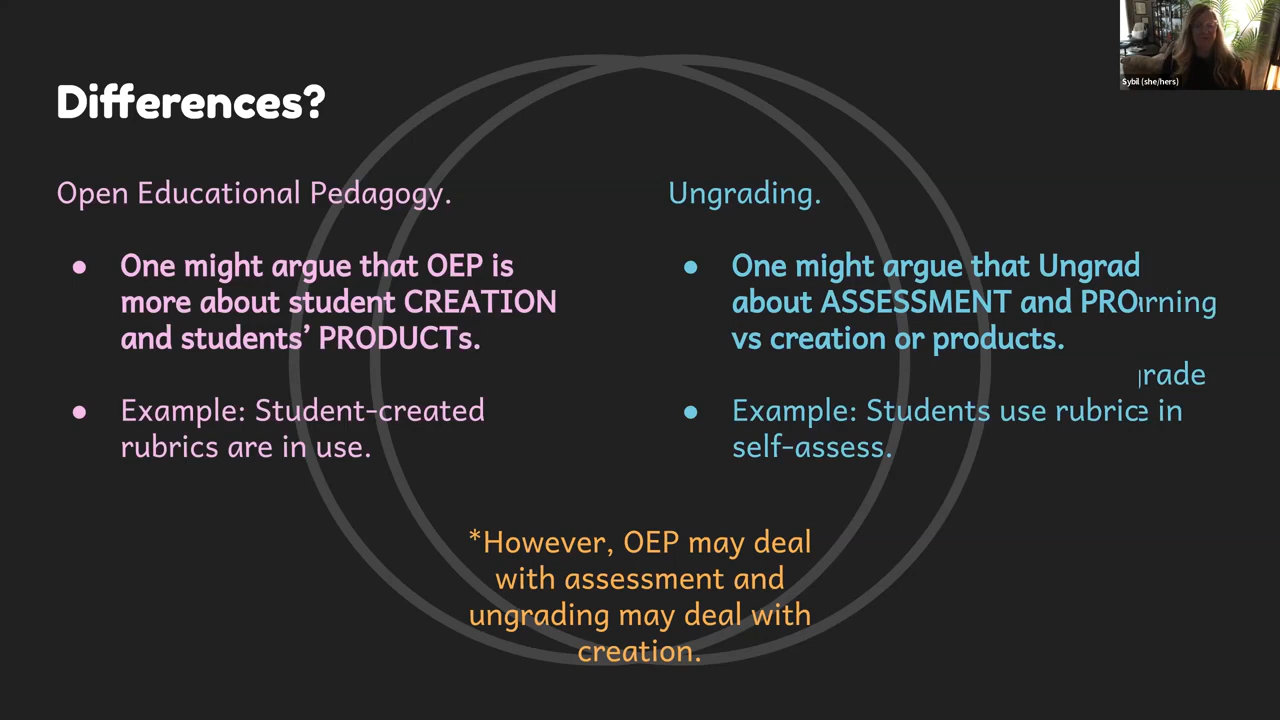 Sybil (she/hers)
Differences?
Open Educational Pedagogy.
● One might argue that OEP is
more about student CREATION
and students’ PRODUCTs.
● Example: Student-created
rubrics are in use.
Ungrading.
● One might argue that Ungrad
about ASSESSMENT and PRO
vs creation or products.
● Example: Students use in
self-assess.
*However, OEP may deal
with assessment and
ungrading may deal with
creation.